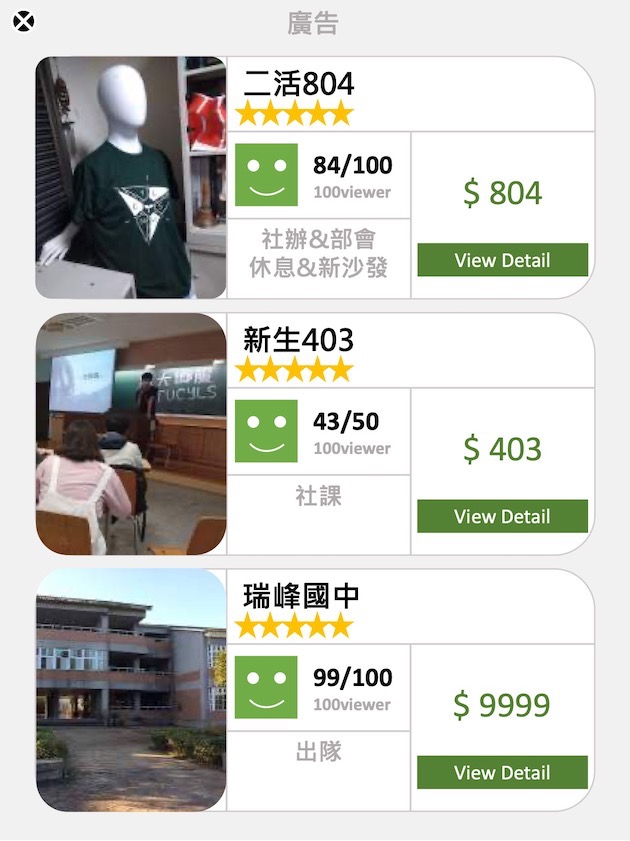 廣告
二活804
84/100
100viewer
社辦&部會
休息&新沙發
$ 804
View Detail
新生403
43/50
100viewer
社課
$ 403
View Detail
瑞峰國中
99/100
100viewer
出隊
$ 9999
View Detail